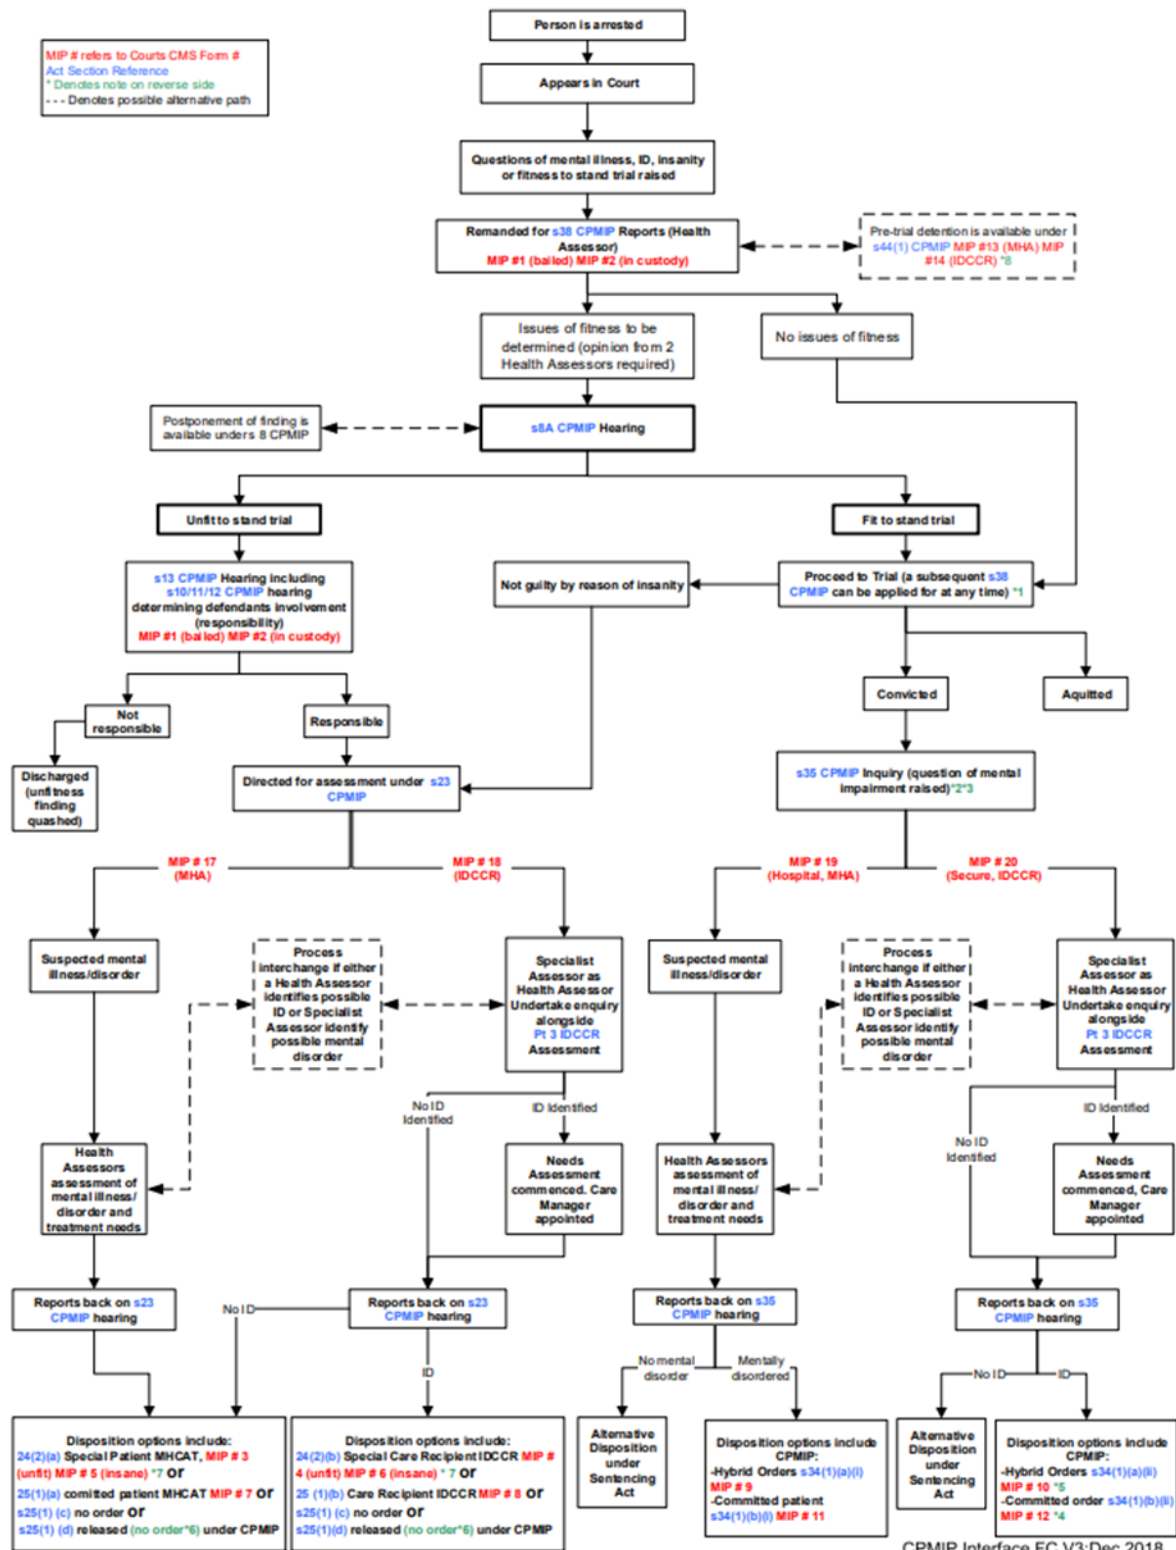 Person is arrested
MIP # refers to Courts CMS Form #
Act Section Reference
* Denotes note on reverse side
- - - Denotes possible alternative path
Appears in Court
Questions of mental illness, ID, insanity
or fitness to stand trial raised
Remanded for s38 CPMIP Reports (Health
Assessor)
MIP #1 (bailed) MIP #2 (in custody)
Pre-trial detention is available under
s44(1) CPMIP MIP #13 (MHA) MIP
#14 (IDCCR) *8
Issues of fitness to be
determined (opinion from 2
Health Assessors required)
No issues of fitness
Postponement of finding is
available under s 8 CPMIP
s8A CPMIP Hearing
Unfit to stand trial
Fit to stand trial
s13 CPMIP Hearing including
s10/11/12 CPMIP hearing
determining defendants involvement
(responsibility)
MIP #1 (bailed) MIP #2 (in custody)
Not guilty by reason of insanity
Proceed to Trial (a subsequent s38
CPMIP can be applied for at any time) *1
Not
responsible
Responsible
Convicted
Aquitted
Discharged
(unfitness
finding
quashed)
Directed for assessment under s23
CPMIP
s35 CPMIP Inquiry (question of mental
impairment raised)*2*3
MIP # 17
(MHA)
MIP # 18
(IDCCR)
MIP # 19
(Hospital, MHA)
MIP # 20
(Secure, IDCCR)
Suspected mental
illness/disorder
Process
interchange if either
a Health Assessor
identifies possible
ID or Specialist
Assessor identify
possible mental
disorder
Specialist
Assessor as
Health Assessor
Undertake enquiry
alongside
Pt 3 IDCCR
Assessment
Suspected mental
illness/disorder
Process
interchange if either
a Health Assessor
identifies possible
ID or Specialist
Assessor identify
possible mental
disorder
Specialist
Assessor as
Health Assessor
Undertake enquiry
alongside
Pt 3 IDCCR
Assessment
No ID
Identified
ID Identified
No ID
Identified
ID Identified
Health
Assessors
assessment of
mental illness/
disorder and
treatment needs
Needs
Assessment
commenced. Care
Manager
appointed
Health Assessors
assessment of
mental illness/
disorder and
treatment needs
Needs
Assessment
commenced, Care
Manager
appointed
Reports back on s23
CPMIP hearing
No ID
Reports back on s23
CPMIP hearing
Reports back on s35
CPMIP hearing
Reports back on s35
CPMIP hearing
ID
No mental
disorder
Mentally
disordered
No ID
ID
Disposition options include:
24(2)(a) Special Patient MHCAT, MIP # 3
(unfit) MIP # 5 (insane) *7 or
25(1)(a) comitted patient MHCAT MIP # 7 or
s25(1) (c) no order or
s25(1) (d) released (no order*6) under CPMIP
Disposition options include:
24(2)(b) Special Care Recipient IDCCR MIP #
4 (unfit) MIP # 6 (insane) * 7 or
25 (1)(b) Care Recipient IDCCR MIP # 8 or
s25(1) (c) no order or
s25(1)(d) released (no order*6) under CPMIP
Alternative
Disposition
under
Sentencing
Act
Disposition options include
CPMIP:
-Hybrid Orders s34(1)(a)(i)
MIP # 9
-Committed patient
s34(1)(b)(i) MIP # 11
Alternative
Disposition
under
Sentencing
Act
Disposition options include
CPMIP:
-Hybrid Orders s34(1)(a)(ii)
MIP # 10 *5
-Committed order s34(1)(b)(ii)
MIP # 12 *4
CPMIP Interface FC V3:Dec 2018